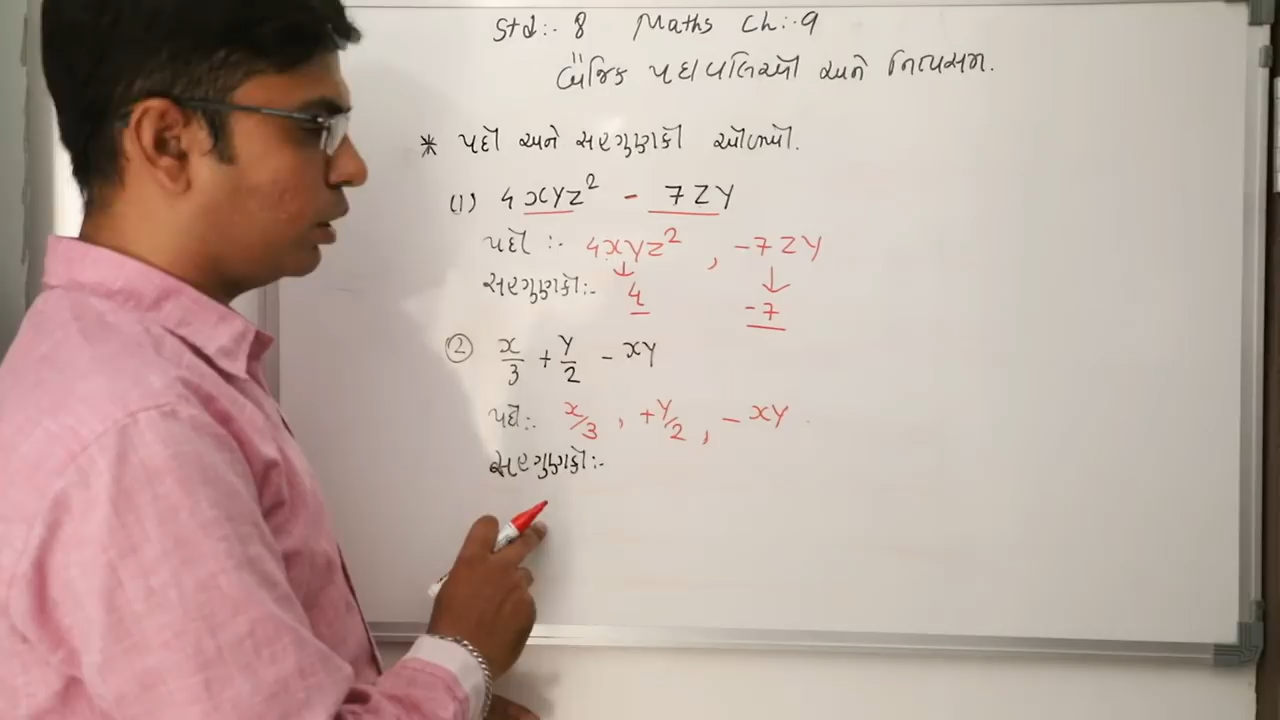 Std:- 8 Maths Ch:-9
બૈજિક પદાવલિઓ અને નિત્યસમ.
* પદો અને સહગુણકો ઓળખો.
(1) 4xyz² - 7zy
પદો :- 4xyz² , -7zy
સહગુણકો:- 4 -7
② x/3 + y/2 - xy
પદો:- x/3 , +y/2 , - xy
સહગુણકો:-